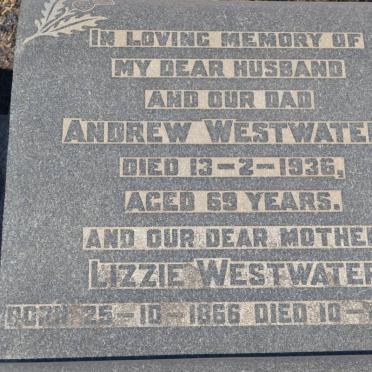 IN LOVING MEMORY OF
MY DEAR HUSBAND
AND OUR DAD
ANDREW WESTWATER
DIED 13-2-1936,
AGED 69 YEARS.
AND OUR DEAR MOTHER
LIZZIE WESTWATER
BORN 25-10-1866 DIED 10-